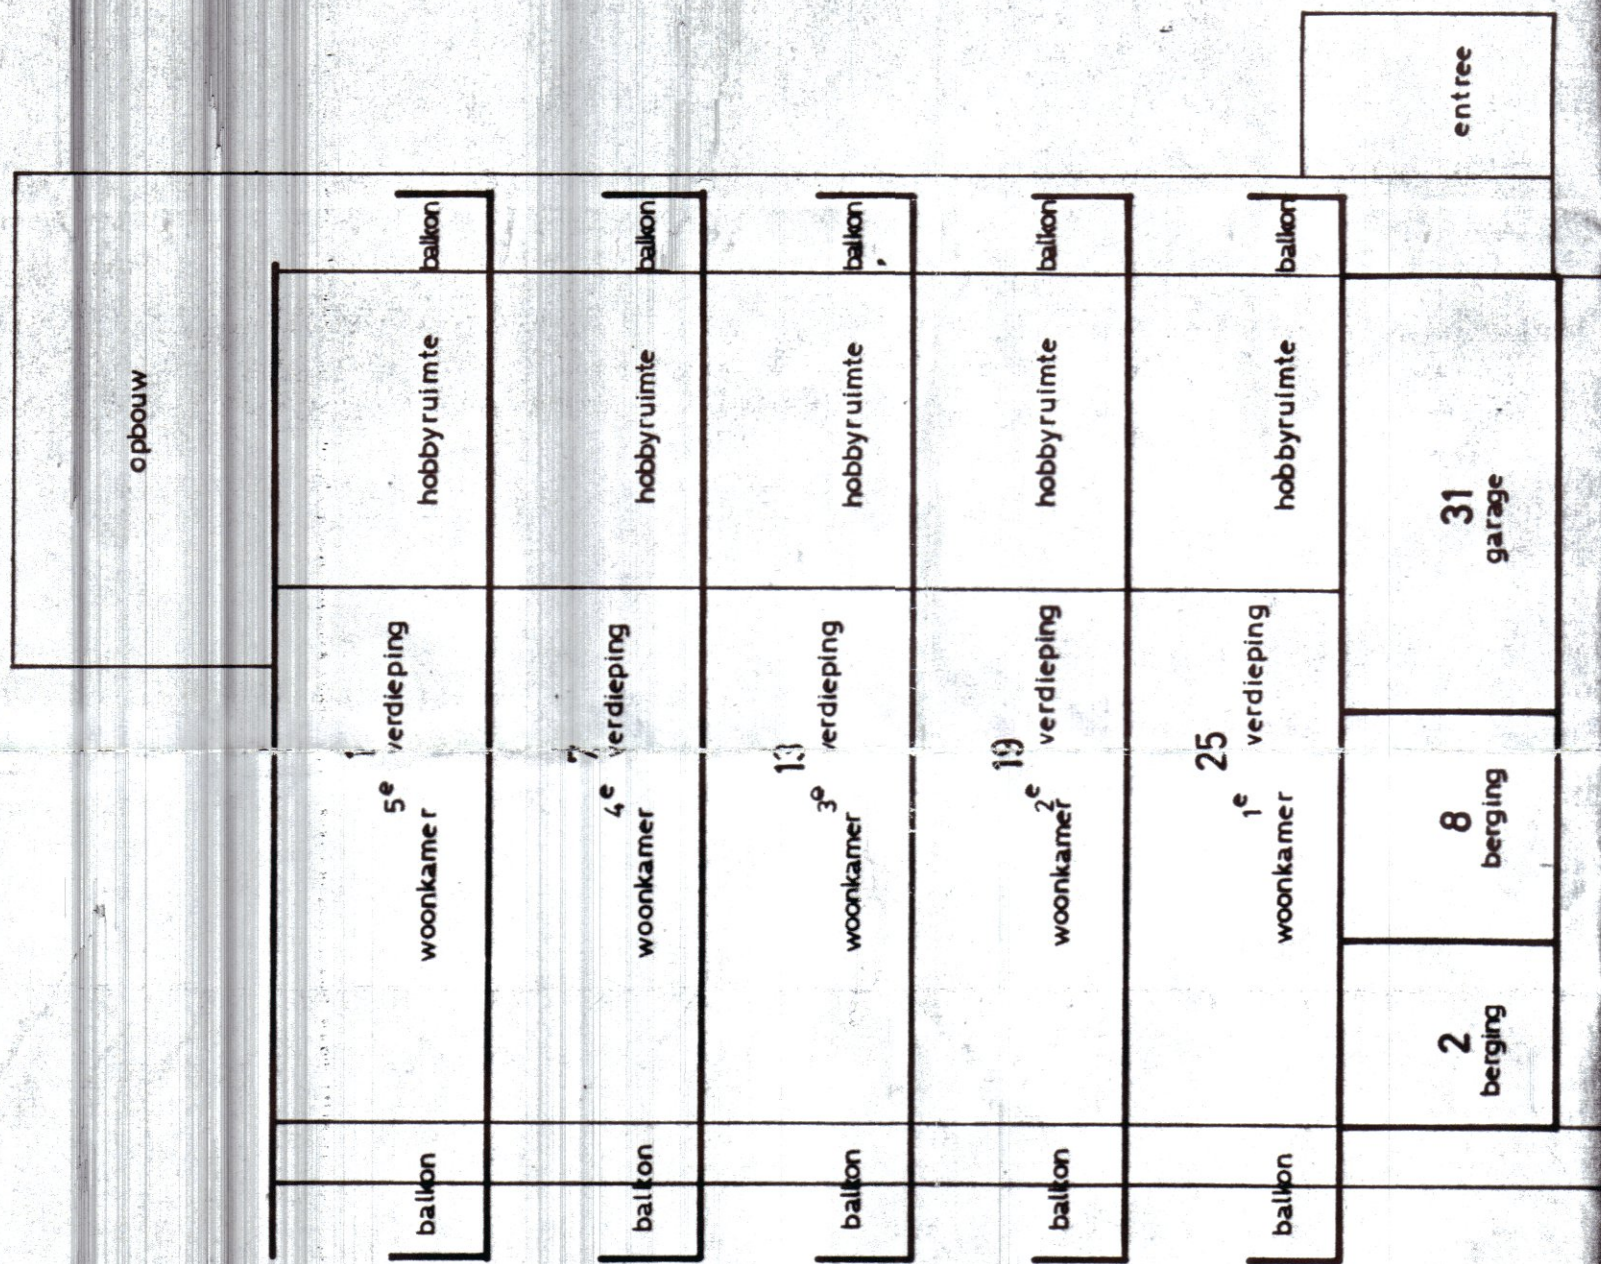 opbouw
balkon
woonkamer
5e
1
verdieping
hobbyruimte
balkon
balkon
woonkamer
4e
7
verdieping
hobbyruimte
balkon
balkon
woonkamer
3e
13
verdieping
hobbyruimte
balkon
balkon
woonkamer
2e
19
verdieping
hobbyruimte
balkon
balkon
woonkamer
1e
25
verdieping
hobbyruimte
balkon
2
berging
8
berging
31
garage
entree